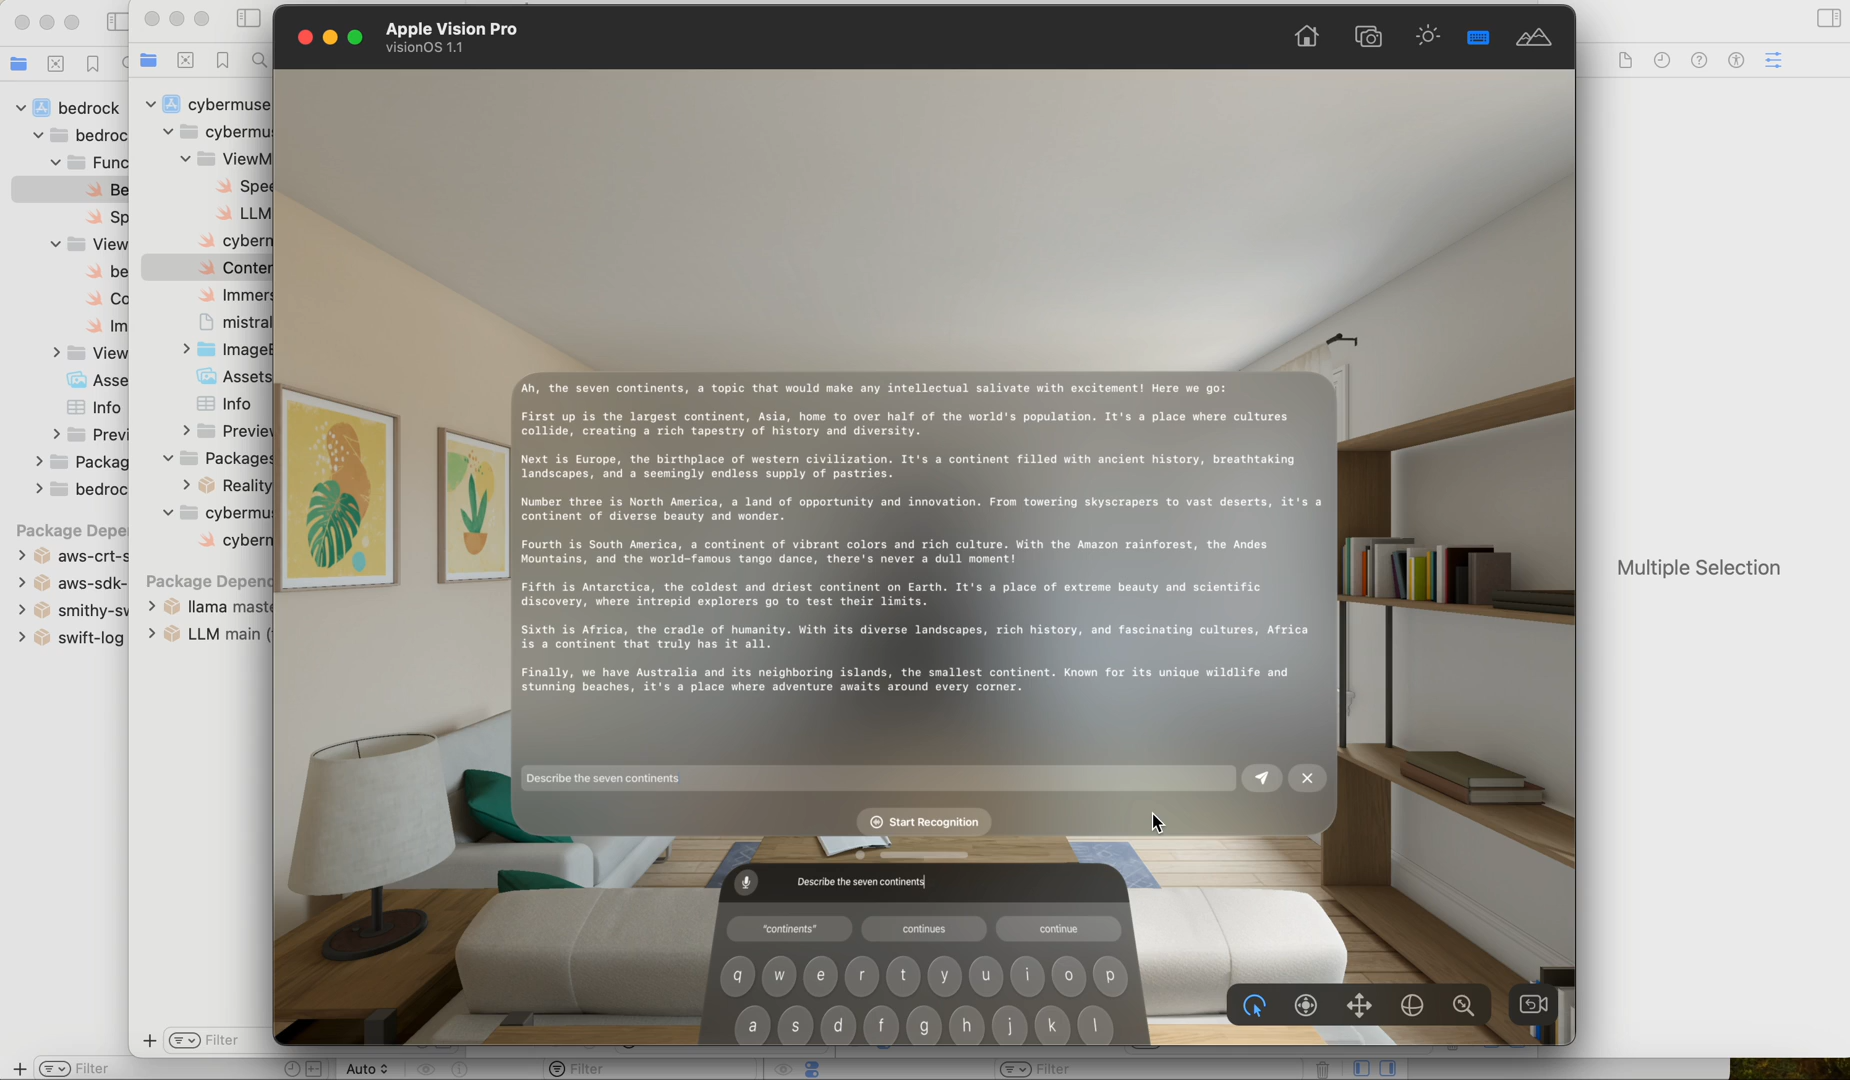 Apple Vision Pro
visionOS 1.1
bedrock
bedroc
Func
Be
Sp
View
be
Co
Im
View
Asse
Info
Previ
Packag
bedroc
Package Depe
aws-crt-s
aws-sdk-
smithy-sw
swift-log
Filter
cybermuse
cybermus
ViewM
Spee
LLM
cybern
Conter
Immers
mistral
ImageE
Assets
Info
Preview
Packages
Reality
cybermus
cybern
Package Depend
llama maste
LLM main (
Filter
Ah, the seven continents, a topic that would make any intellectual salivate with excitement! Here we go:
First up is the largest continent, Asia, home to over half of the world's population. It's a place where cultures
collide, creating a rich tapestry of history and diversity.
Next is Europe, the birthplace of western civilization. It's a continent filled with ancient history, breathtaking
landscapes, and a seemingly endless supply of pastries.
Number three is North America, a land of opportunity and innovation. From towering skyscrapers to vast deserts, it's a
continent of diverse beauty and wonder.
Fourth is South America, a continent of vibrant colors and rich culture. With the Amazon rainforest, the Andes
Mountains, and the world-famous tango dance, there's never a dull moment!
Fifth is Antarctica, the coldest and driest continent on Earth. It's a place of extreme beauty and scientific
discovery, where intrepid explorers go to test their limits.
Sixth is Africa, the cradle of humanity. With its diverse landscapes, rich history, and fascinating cultures, Africa
is a continent that truly has it all.
Finally, we have Australia and its neighboring islands, the smallest continent. Known for its unique wildlife and
stunning beaches, it's a place where adventure awaits around every corner.
Describe the seven continents
Start Recognition
Describe the seven continents
"continents" continues continue
q w e r t y u i o p
a s d f g h j k l
Multiple Selection
Auto
Filter
Filter